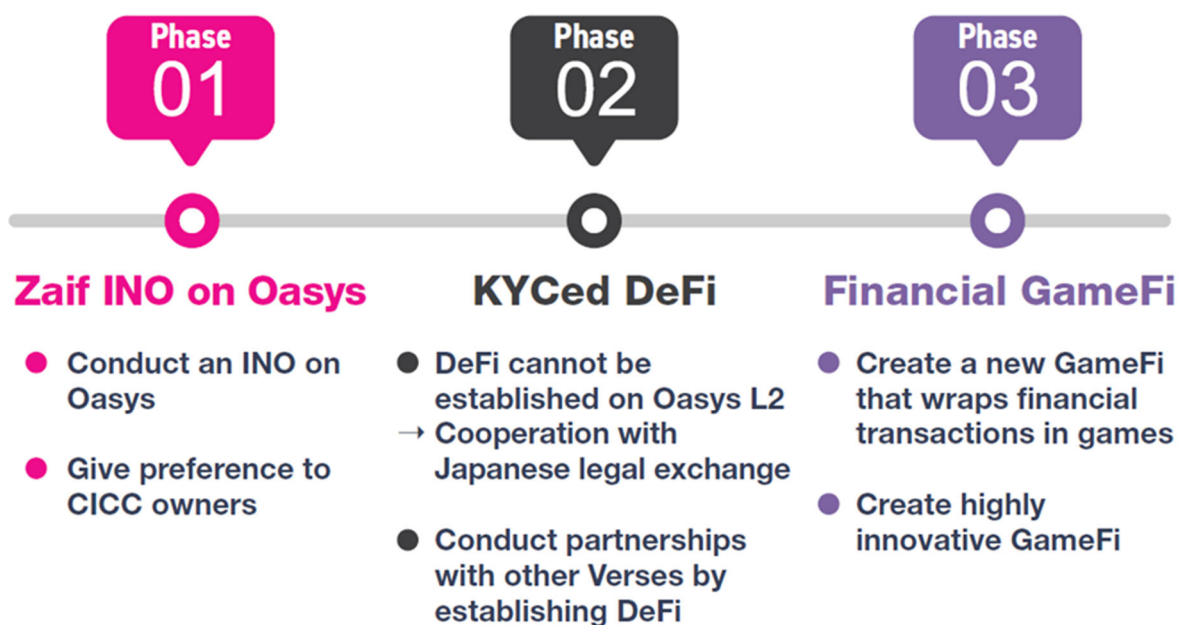 Phase
01
Phase
02
Phase
03
Zaif INO on Oasys
Conduct an INO on
Oasys
Give preference to
CICC owners
KYCed DeFi
DeFi cannot be
established on Oasys L2
→ Cooperation with
Japanese legal exchange
Conduct partnerships
with other Verses by
establishing DeFi
Financial GameFi
Create a new GameFi
that wraps financial
transactions in games
Create highly
innovative GameFi